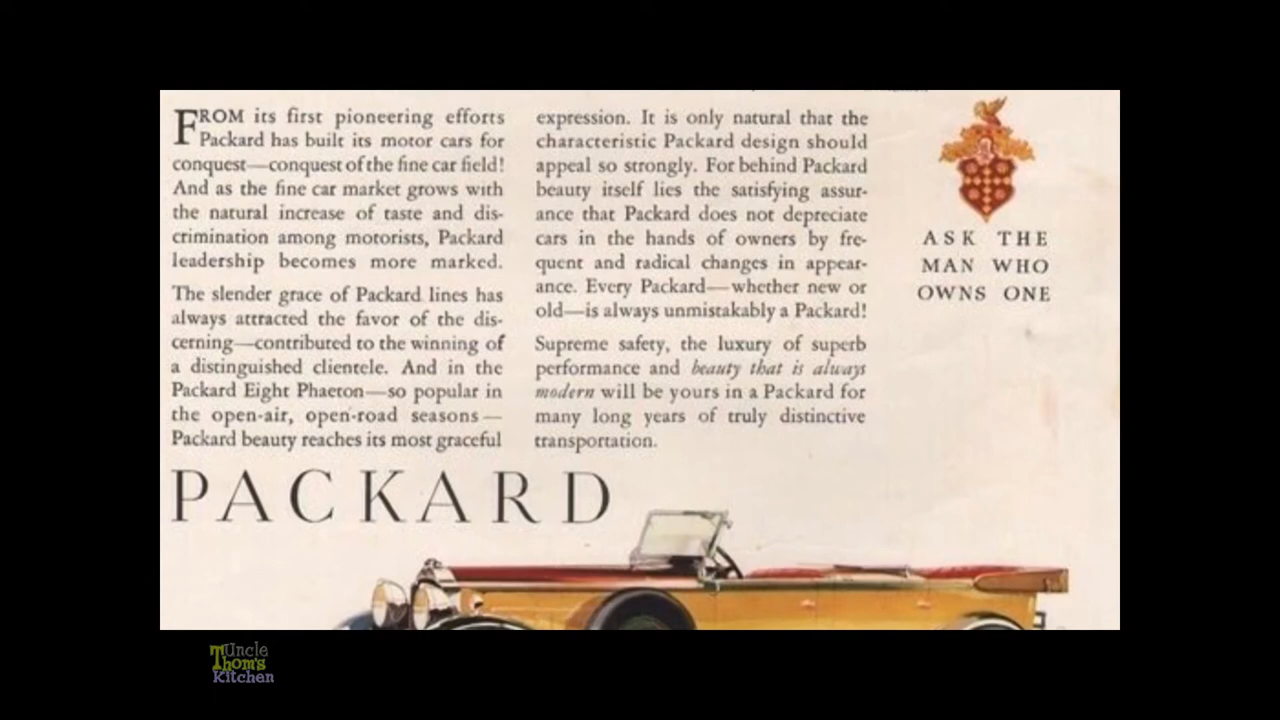 FROM its first pioneering efforts
Packard has built its motor cars for
conquest—conquest of the fine car field!
And as the fine car market grows with
the natural increase of taste and dis-
crimination among motorists, Packard
leadership becomes more marked.
The slender grace of Packard lines has
always attracted the favor of the dis-
cerning—contributed to the winning of
a distinguished clientele. And in the
Packard Eight Phaeton—so popular in
the open-air, open-road seasons—
Packard beauty reaches its most graceful
expression. It is only natural that the
characteristic Packard design should
appeal so strongly. For behind Packard
beauty itself lies the satisfying assur-
ance that Packard does not depreciate
cars in the hands of owners by fre-
quent and radical changes in appear-
ance. Every Packard—whether new or
old—is always unmistakably a Packard!
Supreme safety, the luxury of superb
performance and beauty that is always
modern will be yours in a Packard for
many long years of truly distinctive
transportation.
ASK THE
MAN WHO
OWNS ONE
PACKARD
Uncle
Thom's
Kitchen